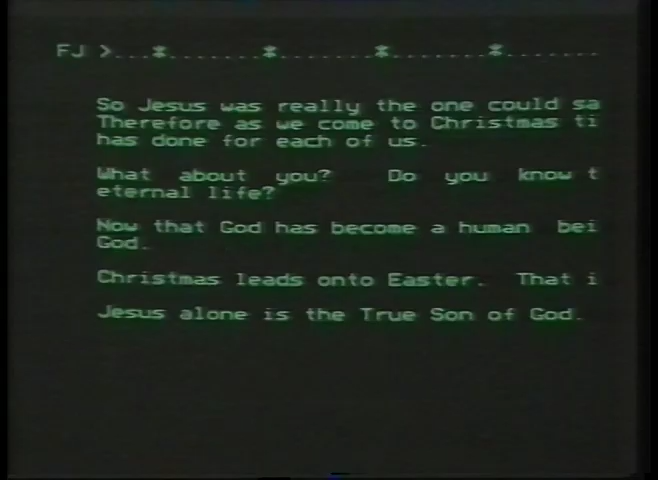 FJ >...*.........*.........*.........*........
So Jesus was really the one could sa
Therefore as we come to Christmas ti
has done for each of us.
What about you? Do you know t
eternal life?
Now that God has become a human bei
God.
Christmas leads onto Easter. That i
Jesus alone is the True Son of God.